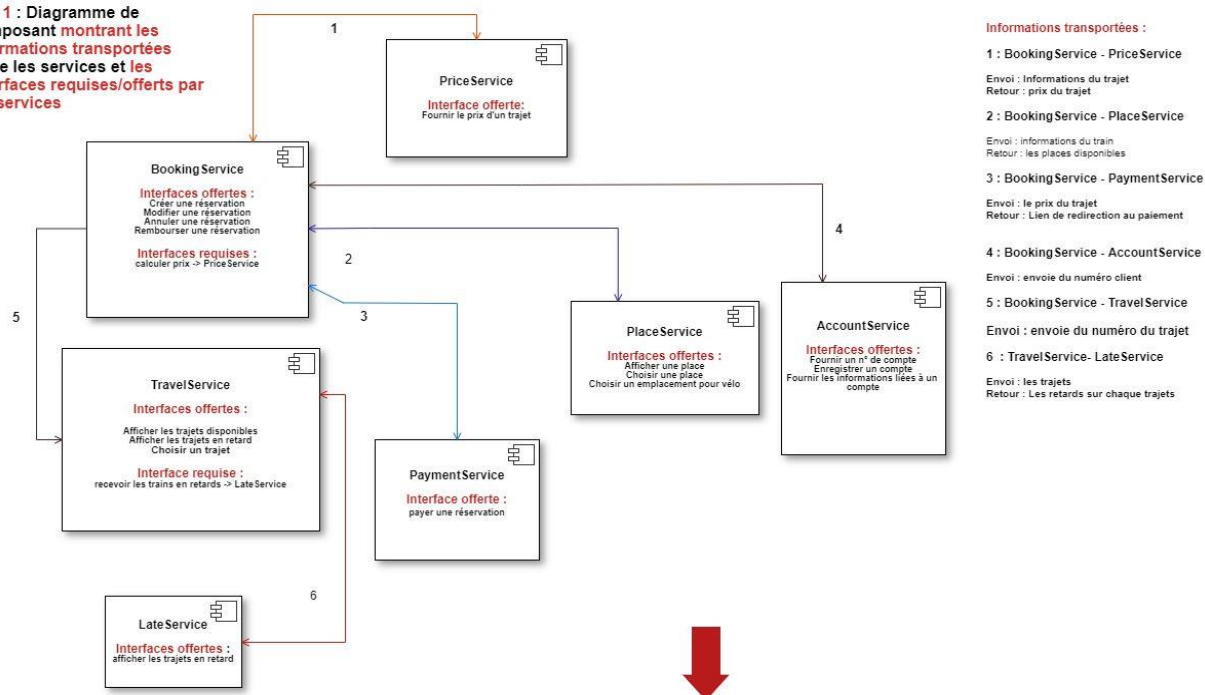 1 : Diagramme de
posant montrant les
rmations transportées
e les services et les
rfaces requises/offerts par
services
1
PriceService
Interface offerte:
Fournir le prix d'un trajet
BookingService
Interfaces offertes :
Créer une réservation
Modifier une réservation
Annuler une réservation
Rembourser une réservation
Interfaces requises :
calculer prix -> PriceService
2
3
4
5
PlaceService
Interfaces offertes :
Afficher une place
Choisir une place
Choisir un emplacement pour vélo
AccountService
Interfaces offertes :
Fournir un n° de compte
Enregistrer un compte
Fournir les informations liées à un
compte
TravelService
Interfaces offertes :
Afficher les trajets disponibles
Afficher les trajets en retard
Choisir un trajet
Interface requise :
recevoir les trains en retards -> LateService
PaymentService
Interface offerte :
payer une réservation
6
LateService
Interfaces offertes :
afficher les trajets en retard
Informations transportées :
1 : BookingService - PriceService
Envoi : Informations du trajet
Retour : prix du trajet
2 : BookingService - PlaceService
Envoi : informations du train
Retour : les places disponibles
3 : BookingService - PaymentService
Envoi : le prix du trajet
Retour : Lien de redirection au paiement
4 : BookingService - AccountService
Envoi : envoie du numéro client
5 : BookingService - TravelService
Envoi : envoie du numéro du trajet
6 : TravelService- LateService
Envoi : les trajets
Retour : Les retards sur chaque trajets